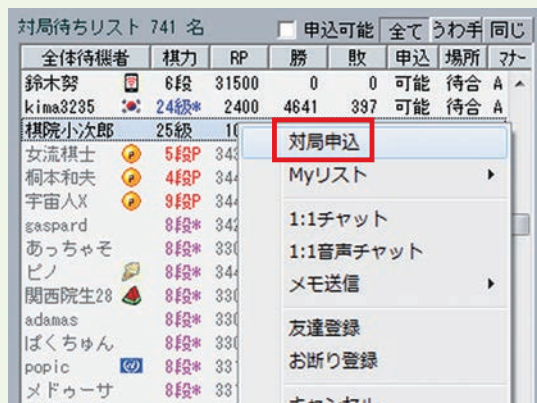 対局待ちリスト 741 名 申込可能 全て うわ手 同じ
全体待機者 棋力 RP 勝 敗 申込 場所 マナー
鈴木努 6段 31500 0 0 可能 待合 A
kima3235 24級* 2400 4641 397 可能 待合 A
棋院小次郎 25級
女流棋士 5段P
桐本和夫 4段P
宇宙人X 9段P
gaspard 8段*
あっちゃそ 8段*
ピノ 8段*
関西院生28 8段*
adamas 8段*
ぱくちゅん 8段*
popic 8段*
メドゥーサ 8段*
対局申込
Myリスト
1:1チャット
1:1音声チャット
メモ送信
友達登録
お断り登録
キャンセル